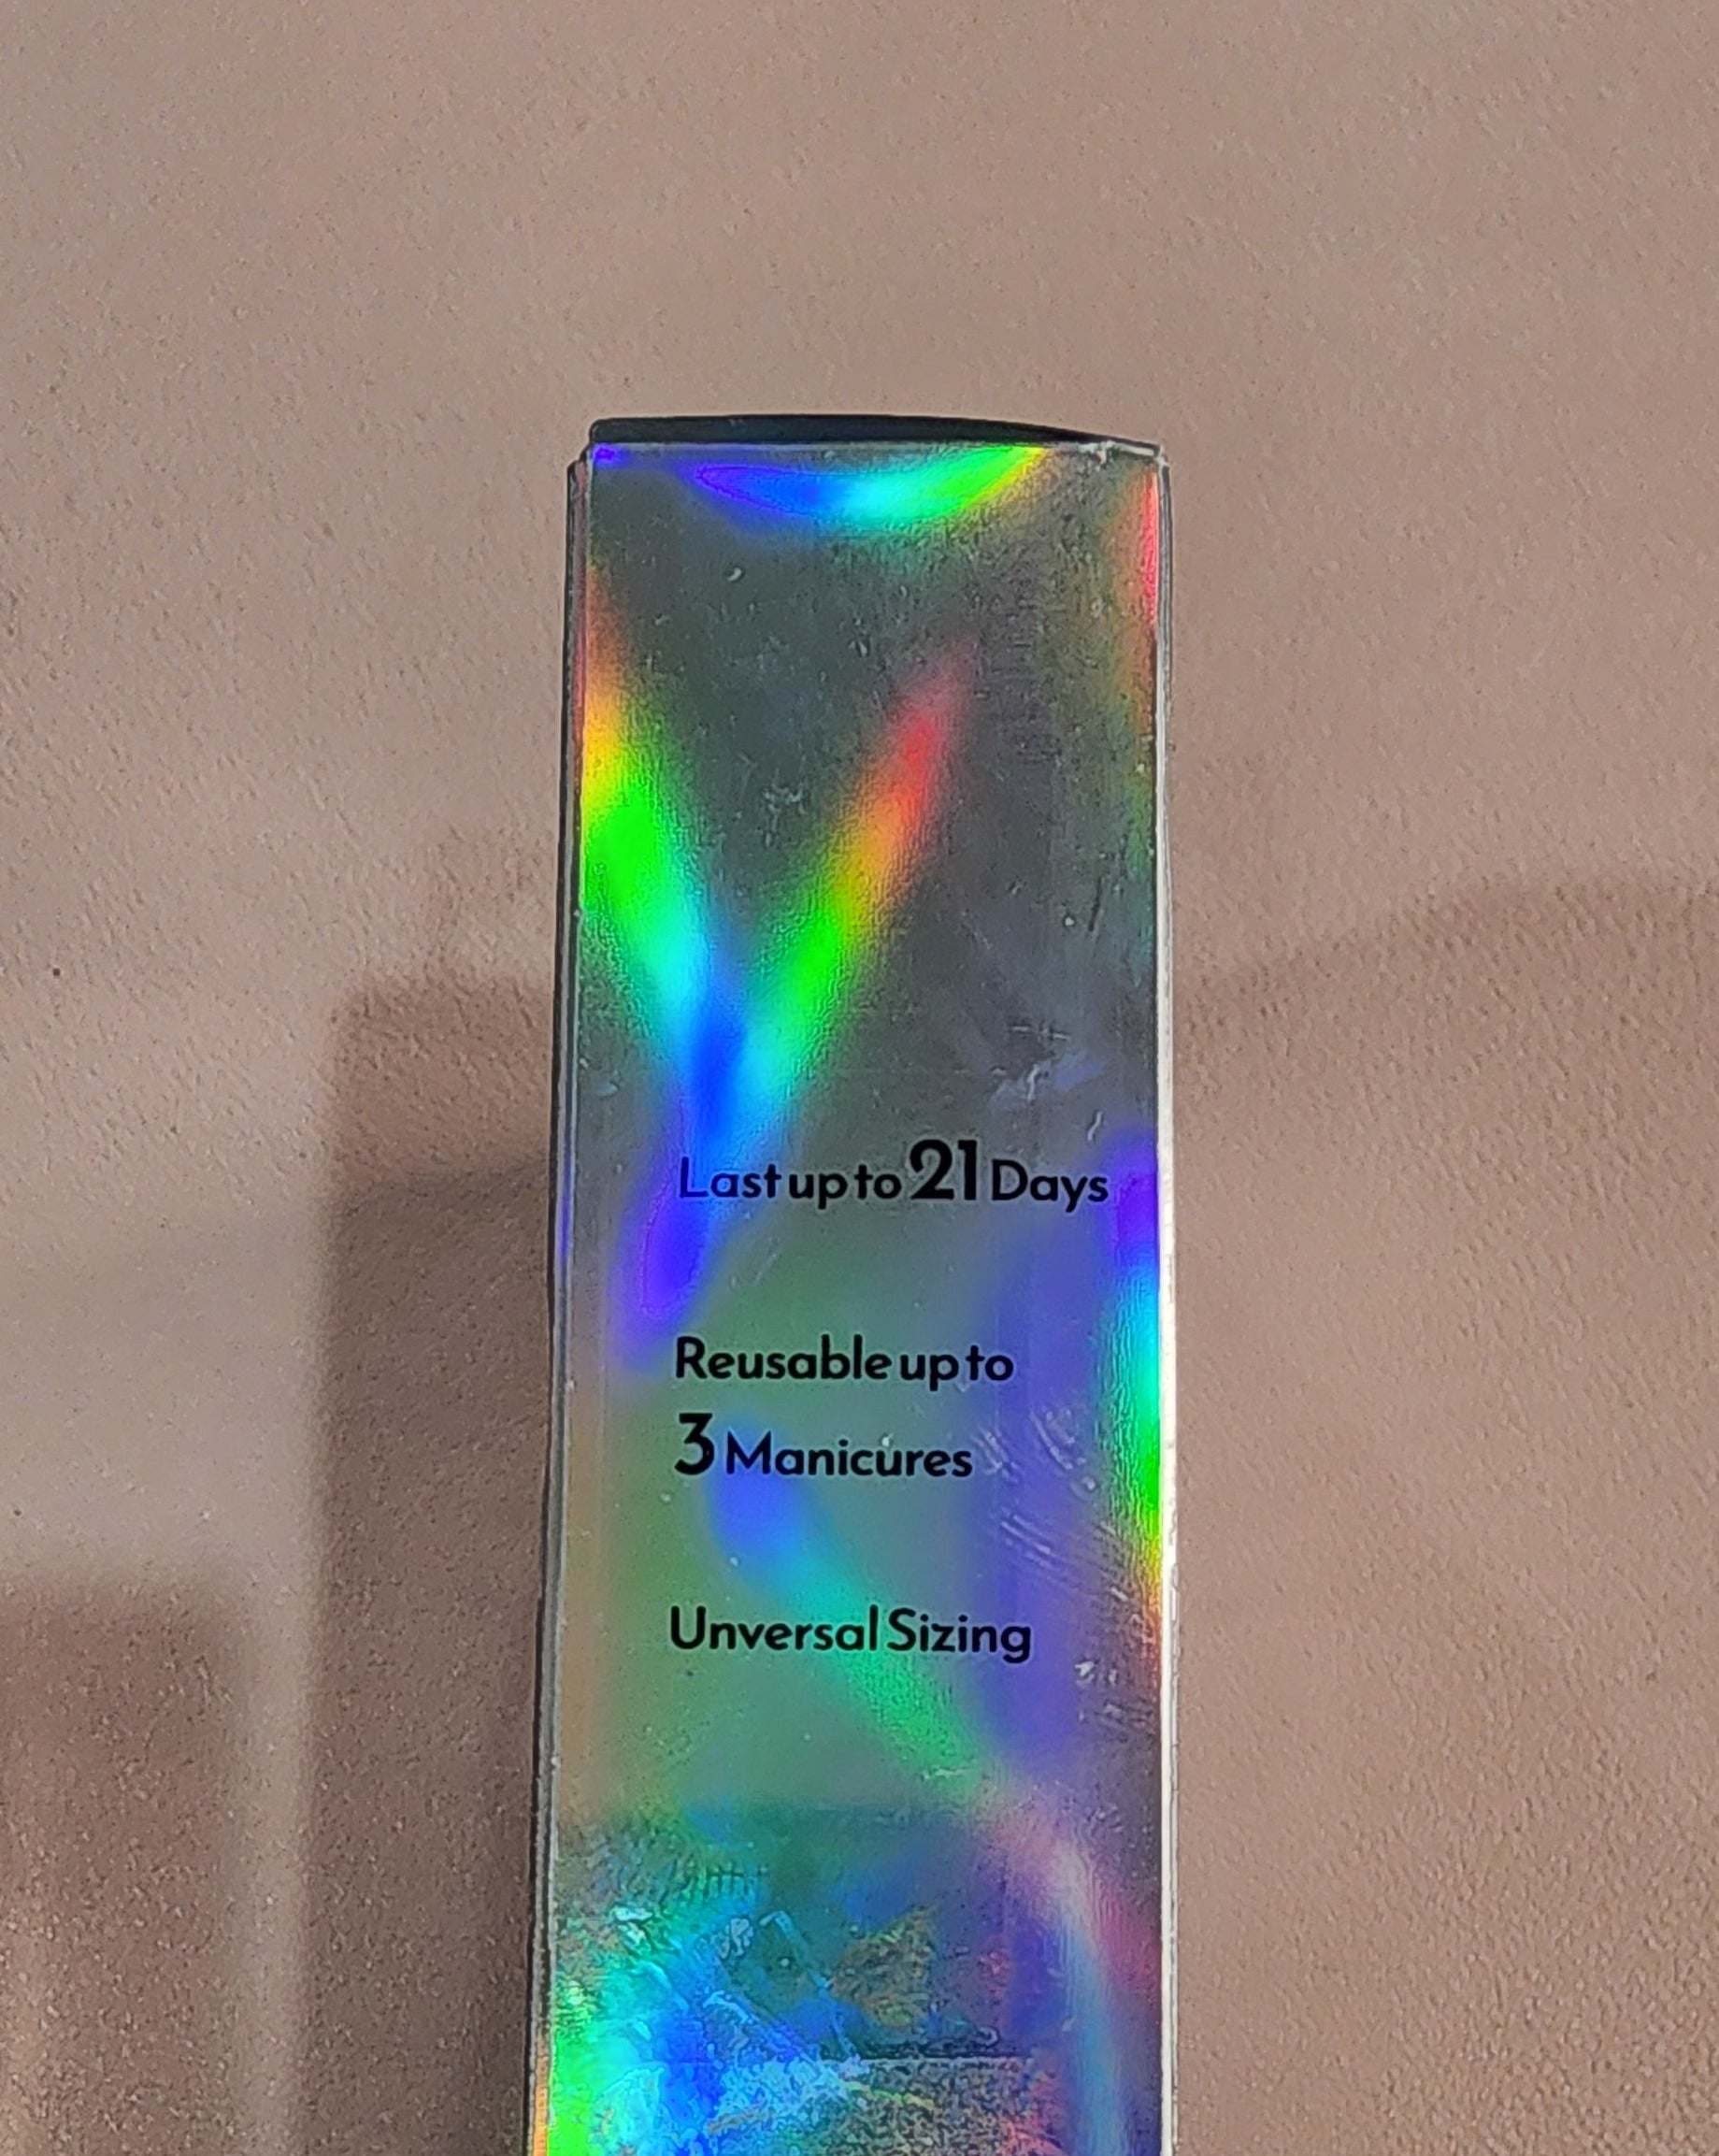 Last up to 21 Days
Reusable up to
3 Manicures
Unversal Sizing